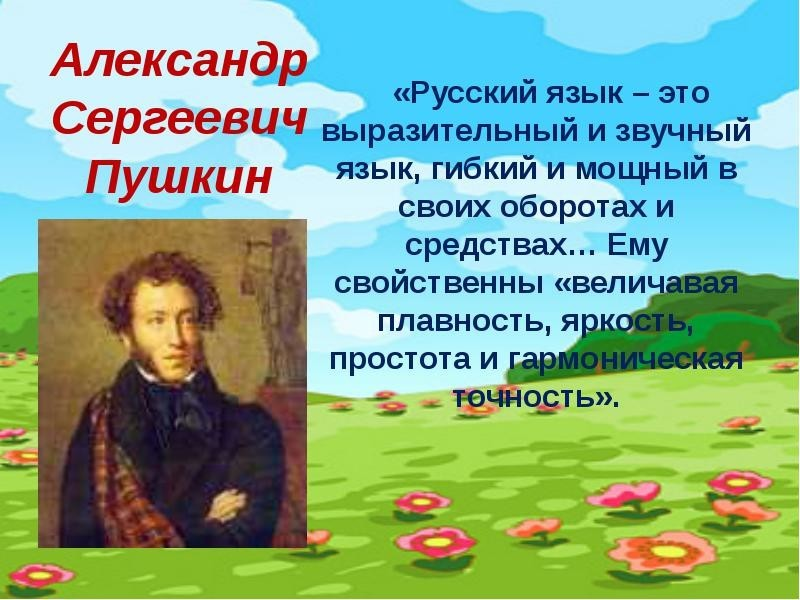 Александр
Сергеевич
Пушкин
«Русский язык – это
выразительный и звучный
язык, гибкий и мощный в
своих оборотах и
средствах… Ему
свойственны «величавая
плавность, яркость,
простота и гармоническая
точность».